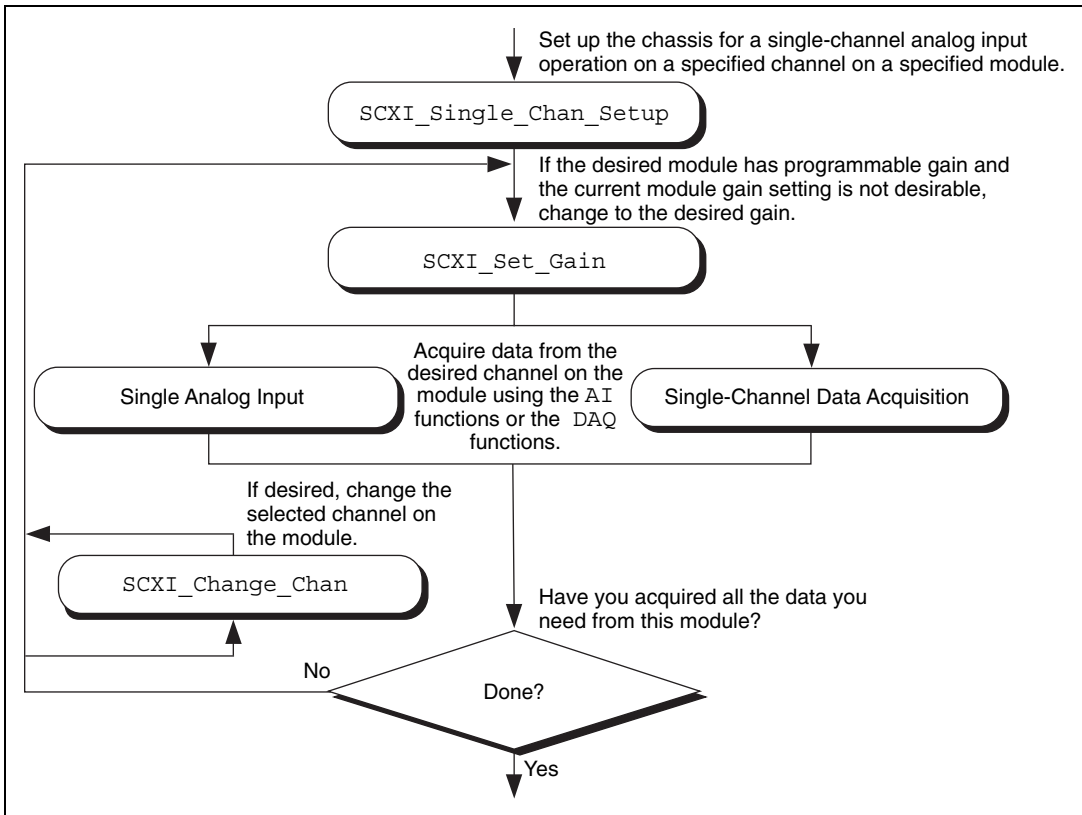 Set up the chassis for a single-channel analog input
operation on a specified channel on a specified module.
SCXI_Single_Chan_Setup
If the desired module has programmable gain and
the current module gain setting is not desirable,
change to the desired gain.
SCXI_Set_Gain
Single Analog Input
Acquire data from the
desired channel on the
module using the AI
functions or the DAQ
functions.
Single-Channel Data Acquisition
If desired, change the
selected channel on
the module.
SCXI_Change_Chan
Have you acquired all the data you
need from this module?
No
Done?
Yes